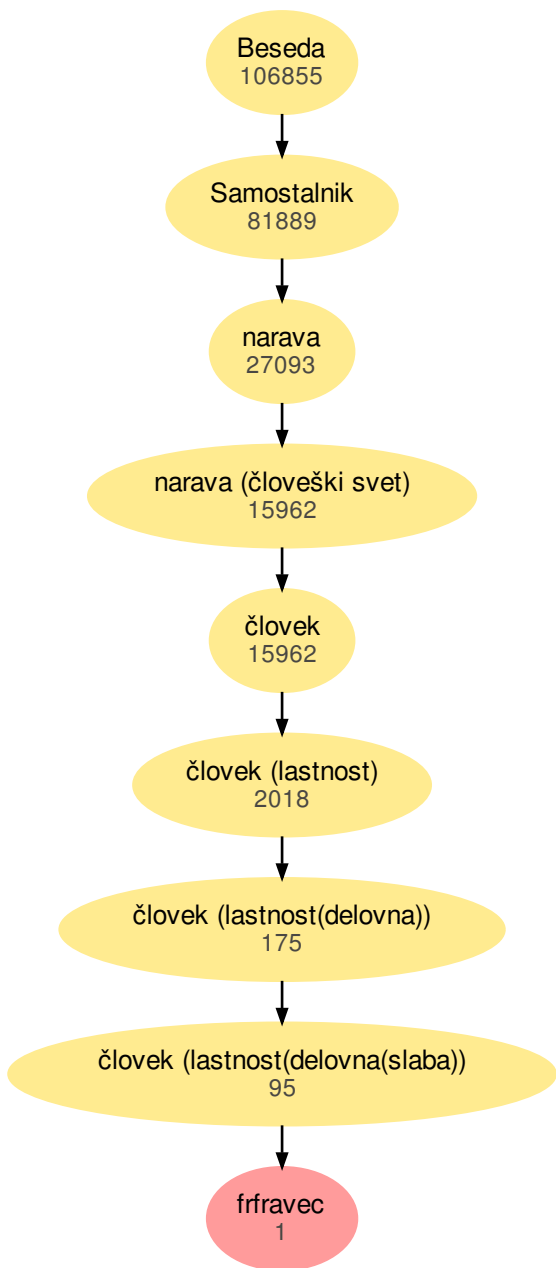 Beseda
106855
Samostalnik
81889
narava
27093
narava (človeški svet)
15962
človek
15962
človek (lastnost)
2018
človek (lastnost(delovna))
175
človek (lastnost(delovna(slaba))
95
frfravec
1